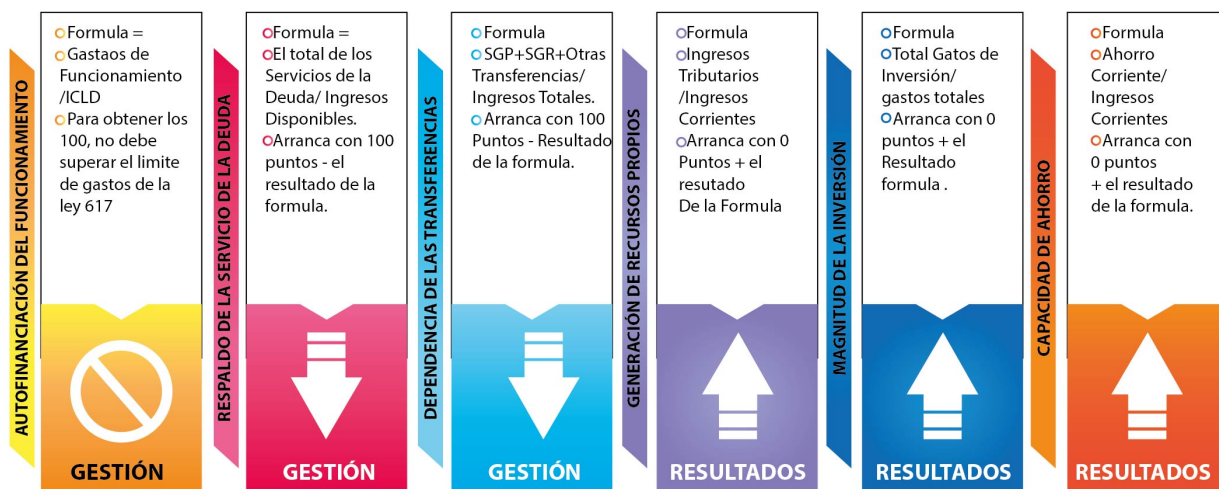 AUTOFINANCIACIÓN DEL FUNCIONAMIENTO
Formula =
Gastaos de
Funcionamiento
/ICLD
Para obtener los
100, no debe
superar el limite
de gastos de la
ley 617
GESTIÓN
RESPALDO DE LA SERVICIO DE LA DEUDA
Formula =
El total de los
Servicios de la
Deuda/ Ingresos
Disponibles.
Arranca con 100
puntos - el
resultado de la
formula.
GESTIÓN
DEPENDENCIA DE LAS TRANSFERENCIAS
Formula
SGP+SGR+Otras
Transferencias/
Ingresos Totales.
Arranca con 100
Puntos - Resultado
de la formula.
GESTIÓN
GENERACIÓN DE RECURSOS PROPIOS
Formula
Ingresos
Tributarios
/Ingresos
Corrientes
Arranca con 0
Puntos + el
resutado
De la Formula
RESULTADOS
MAGNITUD DE LA INVERSIÓN
Formula
Total Gatos de
Inversión/
gastos totales
Arranca con 0
puntos + el
Resultado
formula .
RESULTADOS
CAPACIDAD DE AHORRO
Formula
Ahorro
Corriente/
Ingresos
Corrientes
Arranca con
0 puntos
+ el resultado
de la formula.
RESULTADOS